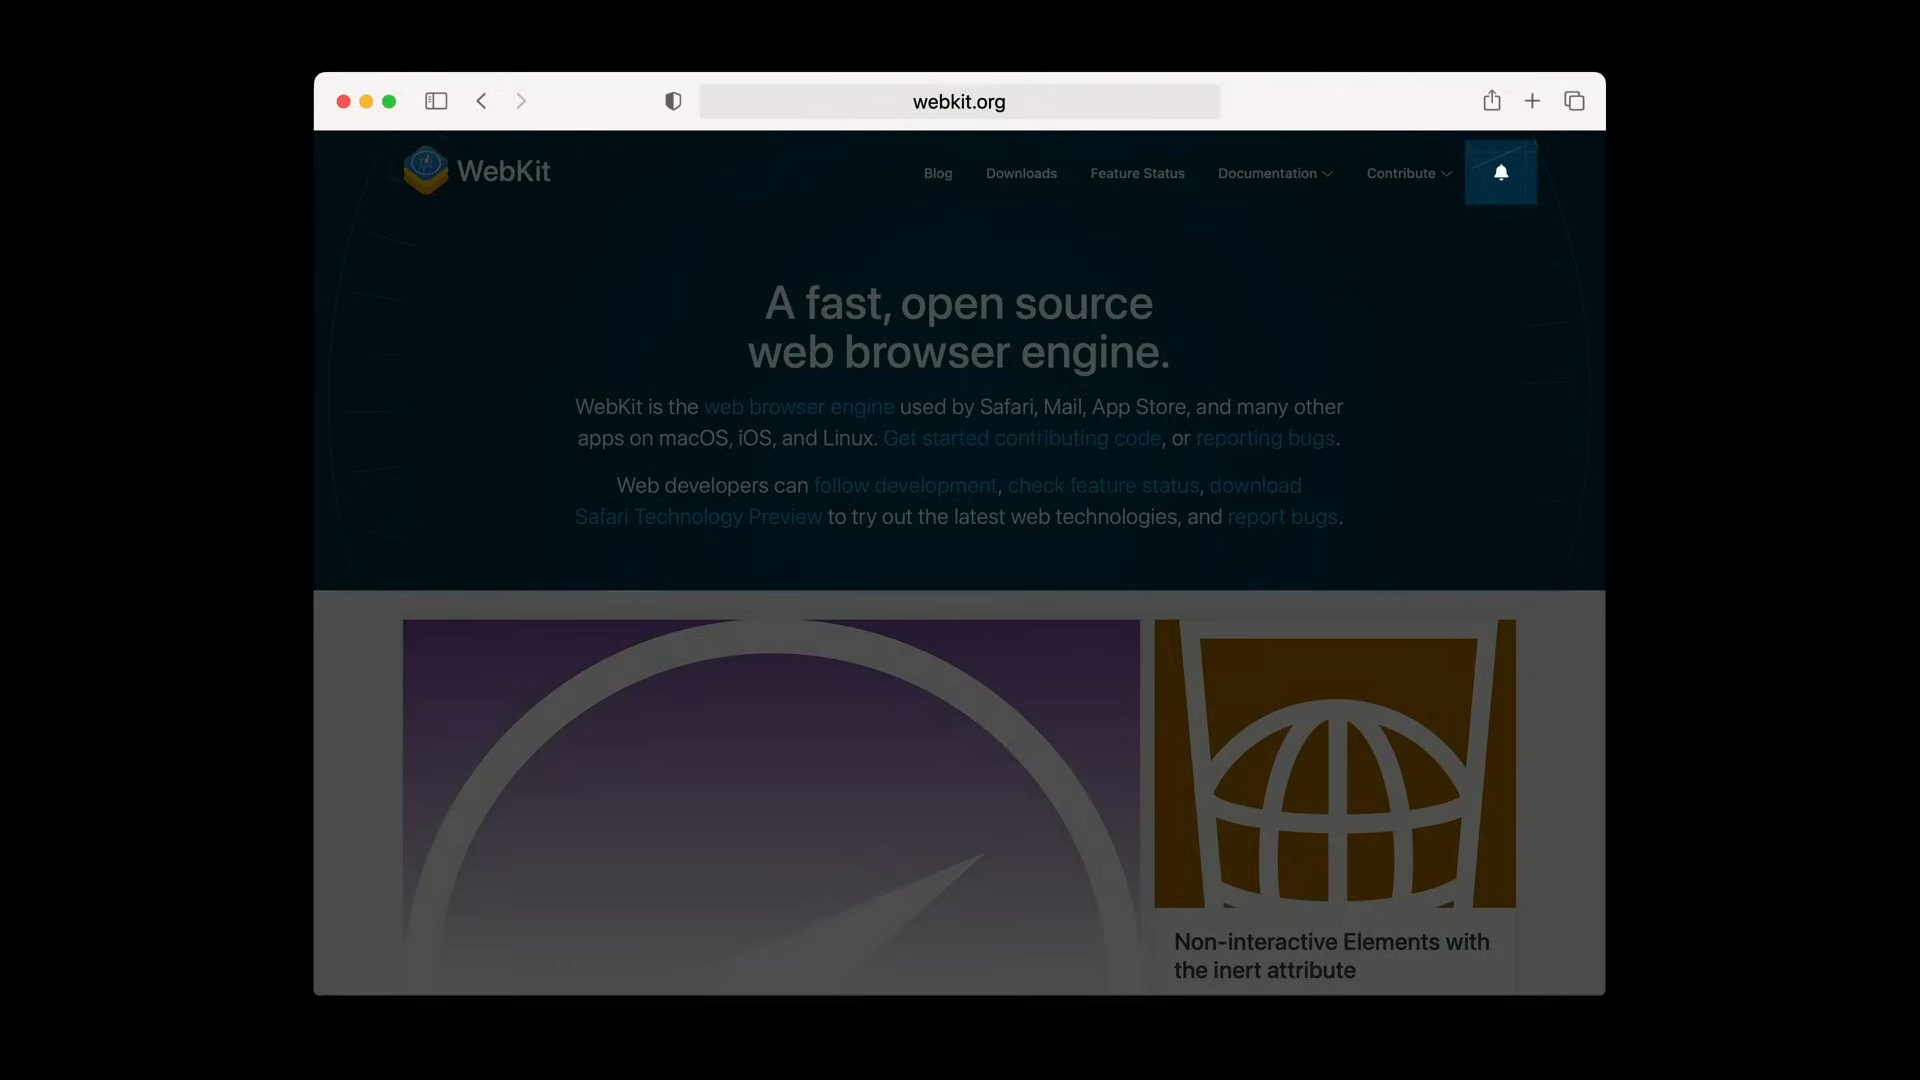 webkit.org
WebKit
Blog
Downloads
Feature Status
Documentation
Contribute
A fast, open source
web browser engine.
WebKit is the web browser engine used by Safari, Mail, App Store, and many other
apps on macOS, iOS, and Linux. Get started contributing code, or reporting bugs.
Web developers can follow development, check feature status, download
Safari Technology Preview to try out the latest web technologies, and report bugs.
Non-interactive Elements with
the inert attribute